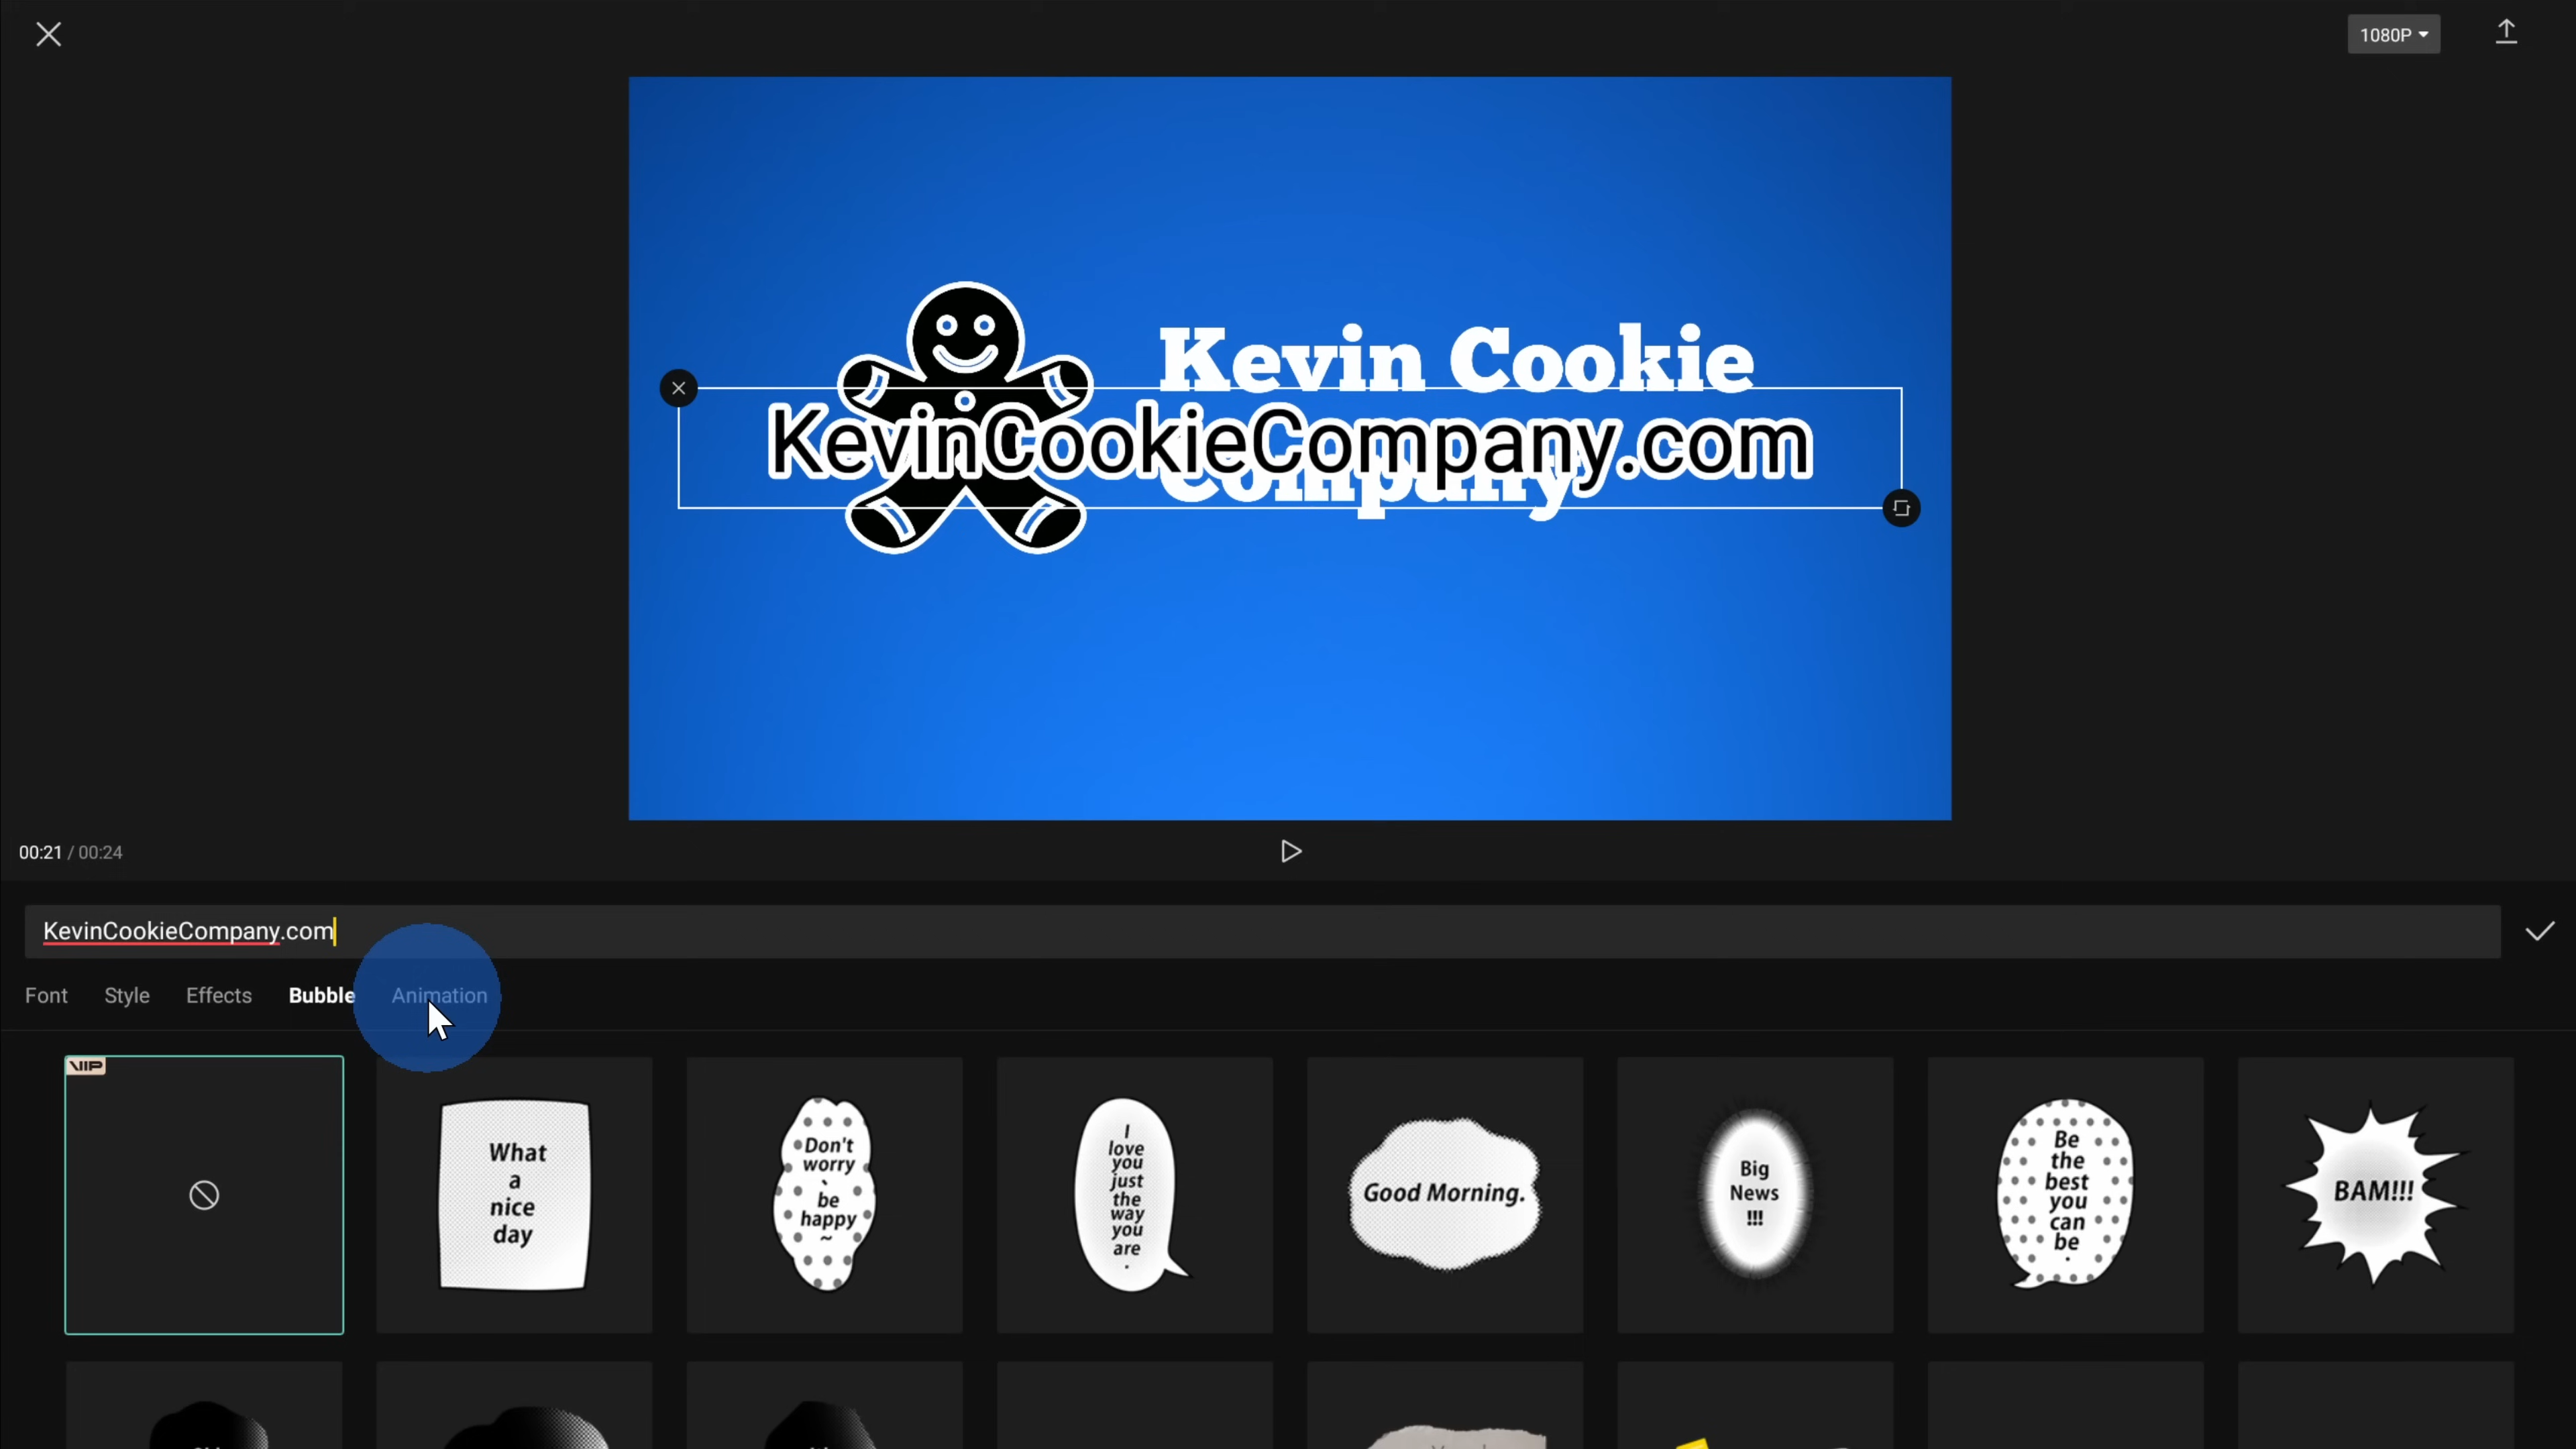 1080P
Kevin Cookie
KevinCookieCompany.com
Company
00:21 / 00:24
KevinCookieCompany.com
Font Style Effects Bubble Animation
VIP
What
a
nice
day
Don't
worry
、
be
happy
~
I
love
you
just
the
way
you
are
.
Good Morning.
Big
News
!!!
Be
the
best
you
can
be
.
BAM!!!